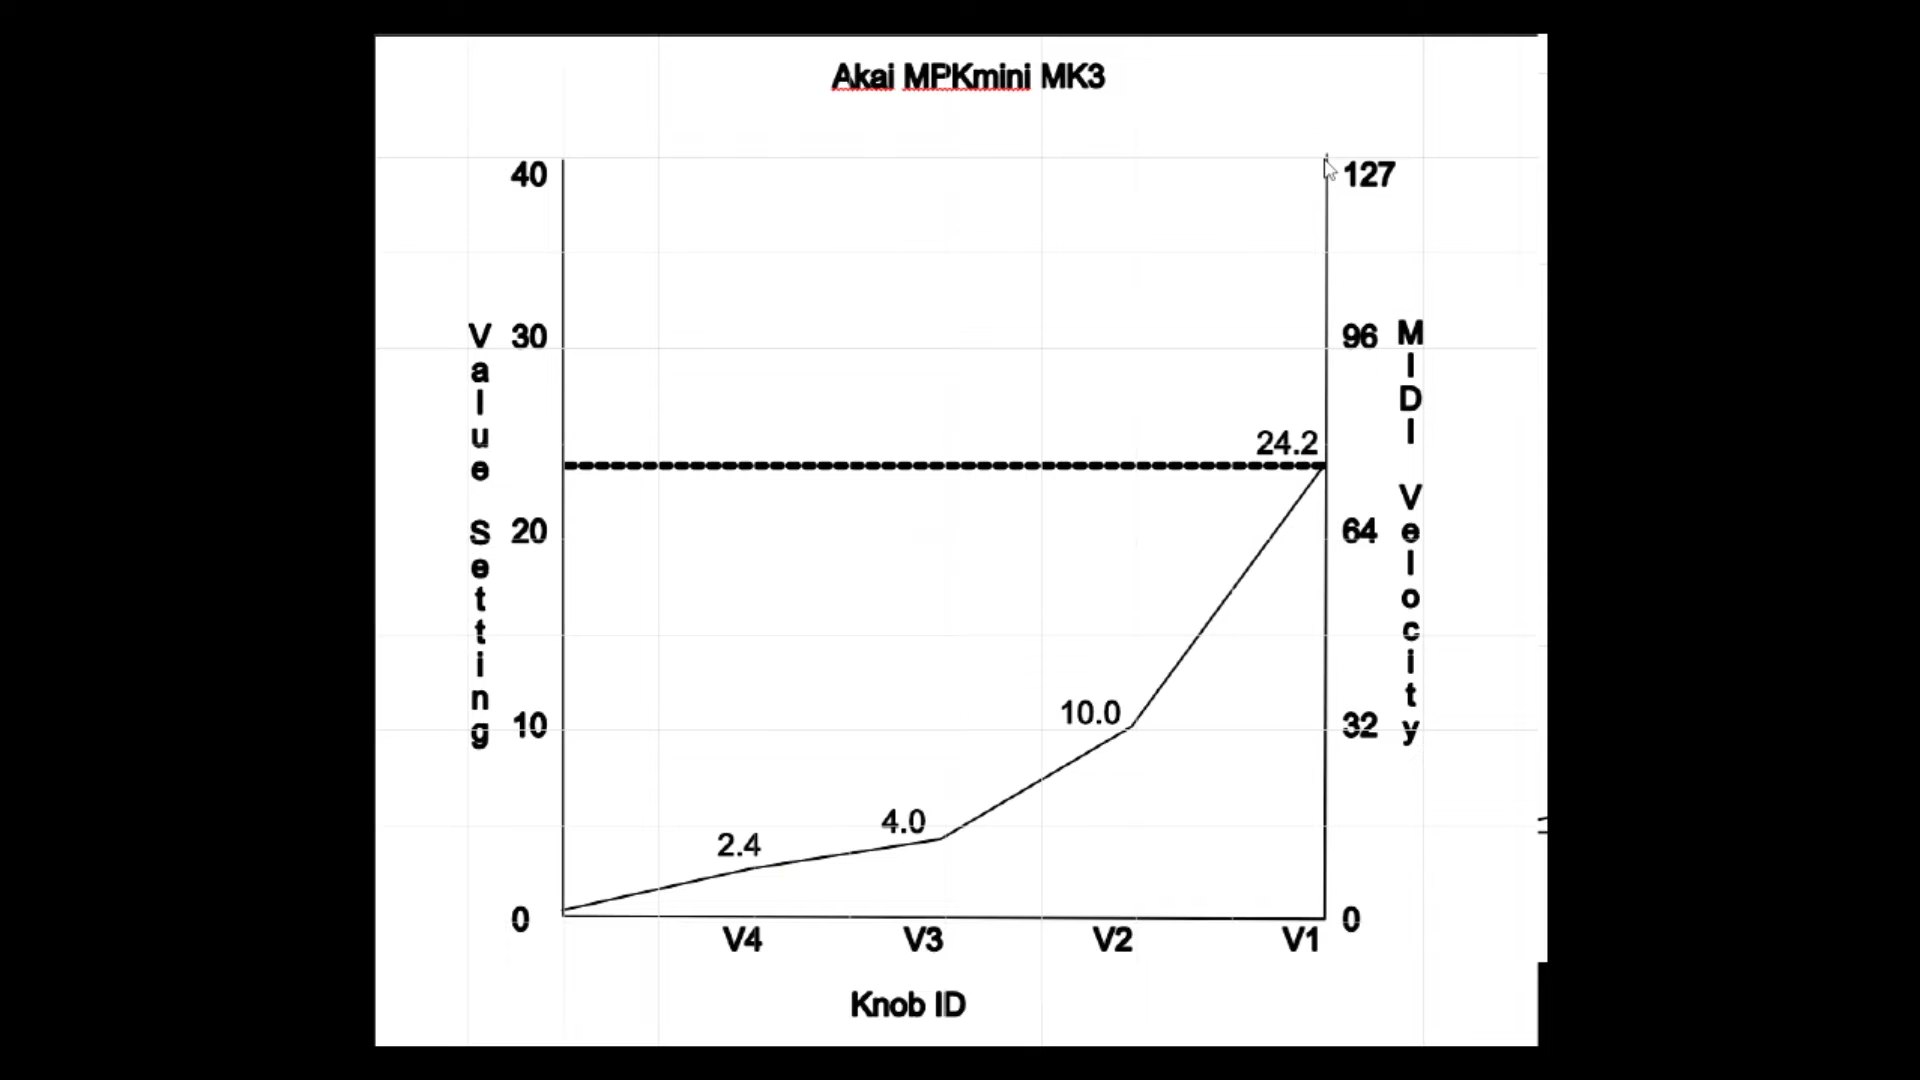 Akai MPKmini MK3
40
127
Value Setting
30
96
MIDI Velocity
24.2
20
64
10.0
10
32
4.0
2.4
0
0
V4
V3
V2
V1
Knob ID